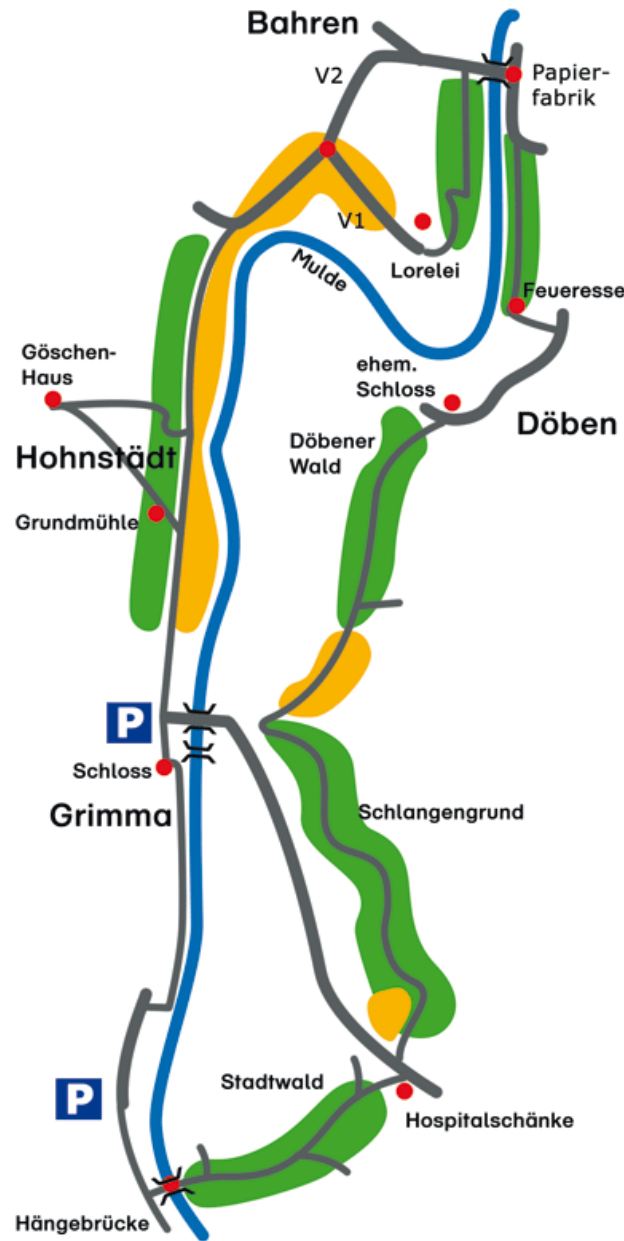 Bahren
V2
Papier-
fabrik
V1
Lorelei
Mulde
Feueresse
Göschen-
Haus
ehem.
Schloss
Döben
Hohnstädt
Döbener
Wald
Grundmühle
P
Schloss
Grimma
Schlangengrund
P
Stadtwald
Hospitalschänke
Hängebrücke